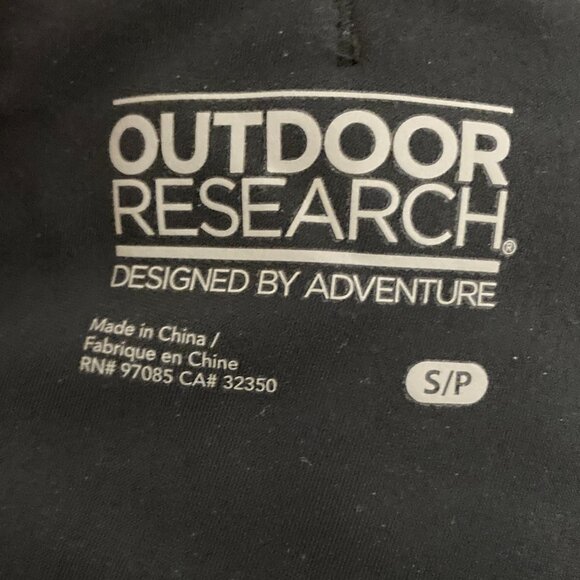 OUTDOOR
RESEARCH®
DESIGNED BY ADVENTURE
Made in China /
Fabrique en Chine
RN# 97085 CA# 32350
S/P